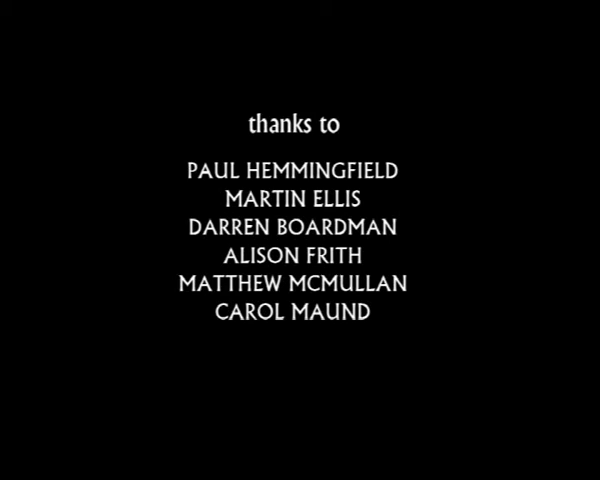 thanks to
PAUL HEMMINGFIELD
MARTIN ELLIS
DARREN BOARDMAN
ALISON FRITH
MATTHEW MCMULLAN
CAROL MAUND